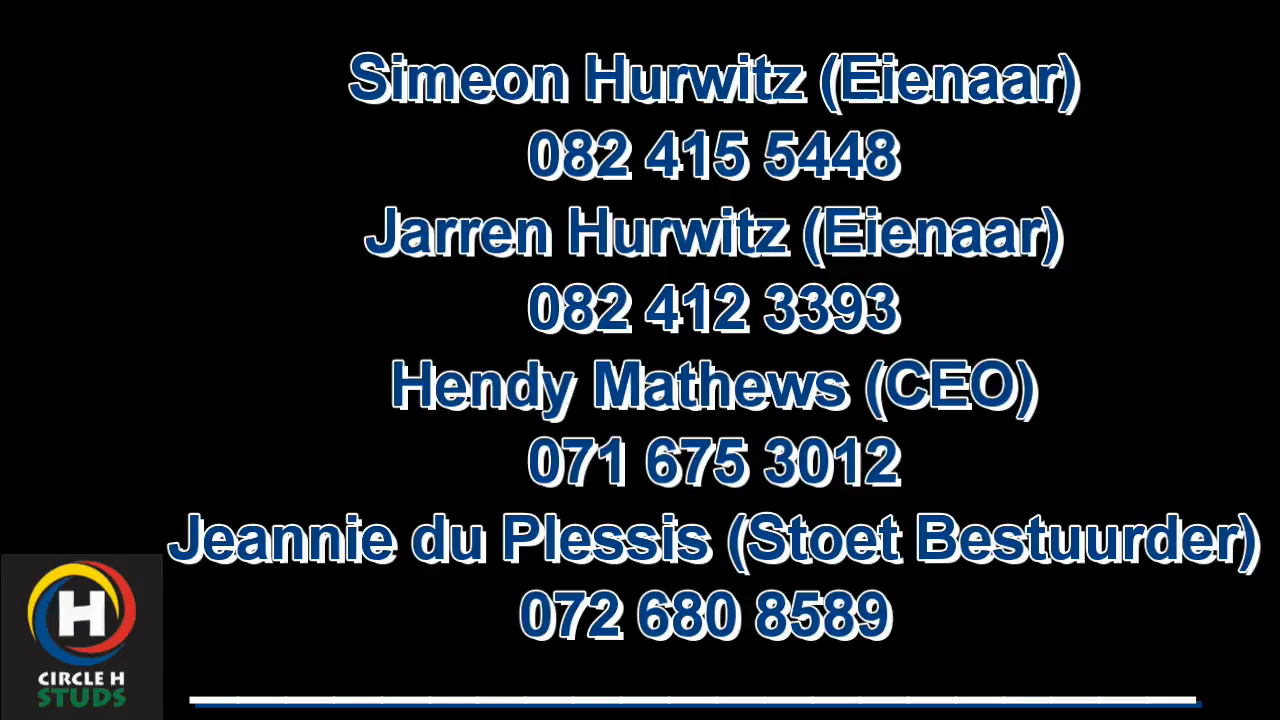 Simeon Hurwitz (Eienaar)
082 415 5448
Jarren Hurwitz (Eienaar)
082 412 3393
Hendy Mathews (CEO)
071 675 3012
Jeannie du Plessis (Stoet Bestuurder)
072 680 8589
H
CIRCLE H
STUDS